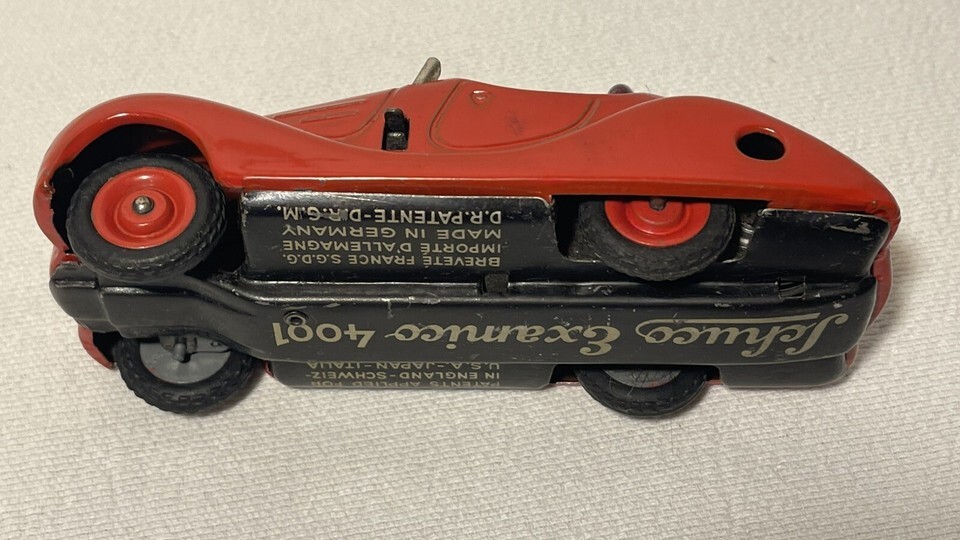 PATENTS APPLIED FOR
IN ENGLAND-SCHWEIZ-
U.S.A.-JAPAN-ITALIA
Schuco Examico 4001
BREVETÉ FRANCE S.G.D.G.
IMPORTÉ D'ALLEMAGNE
MADE IN GERMANY
D.R.PATENTE-D.R.G.M.